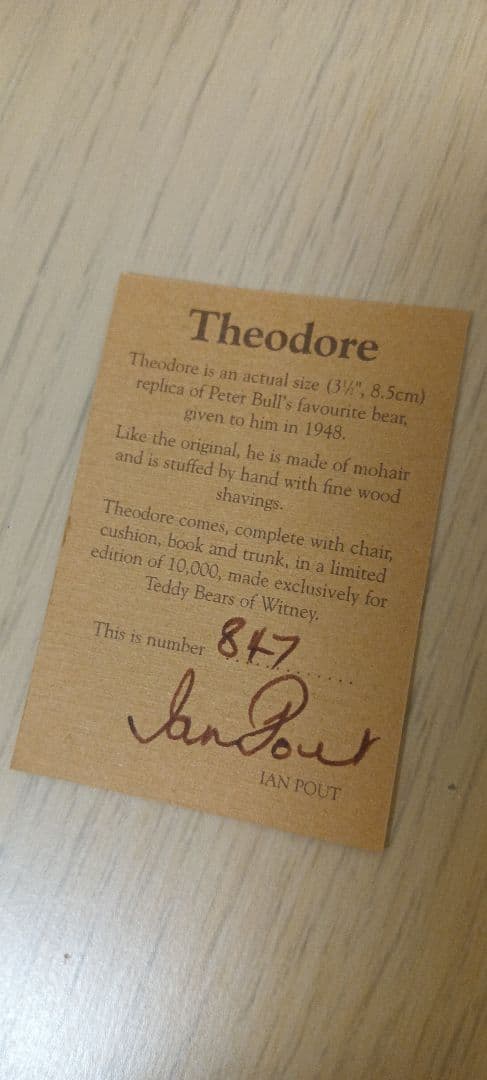 Theodore
Theodore is an actual size (3½", 8.5cm)
replica of Peter Bull's favourite bear,
given to him in 1948.
Like the original, he is made of mohair
and is stuffed by hand with fine wood
shavings.
Theodore comes, complete with chair,
cushion, book and trunk, in a limited
edition of 10,000, made exclusively for
Teddy Bears of Witney.
This is number 847
Ian Pout
IAN POUT